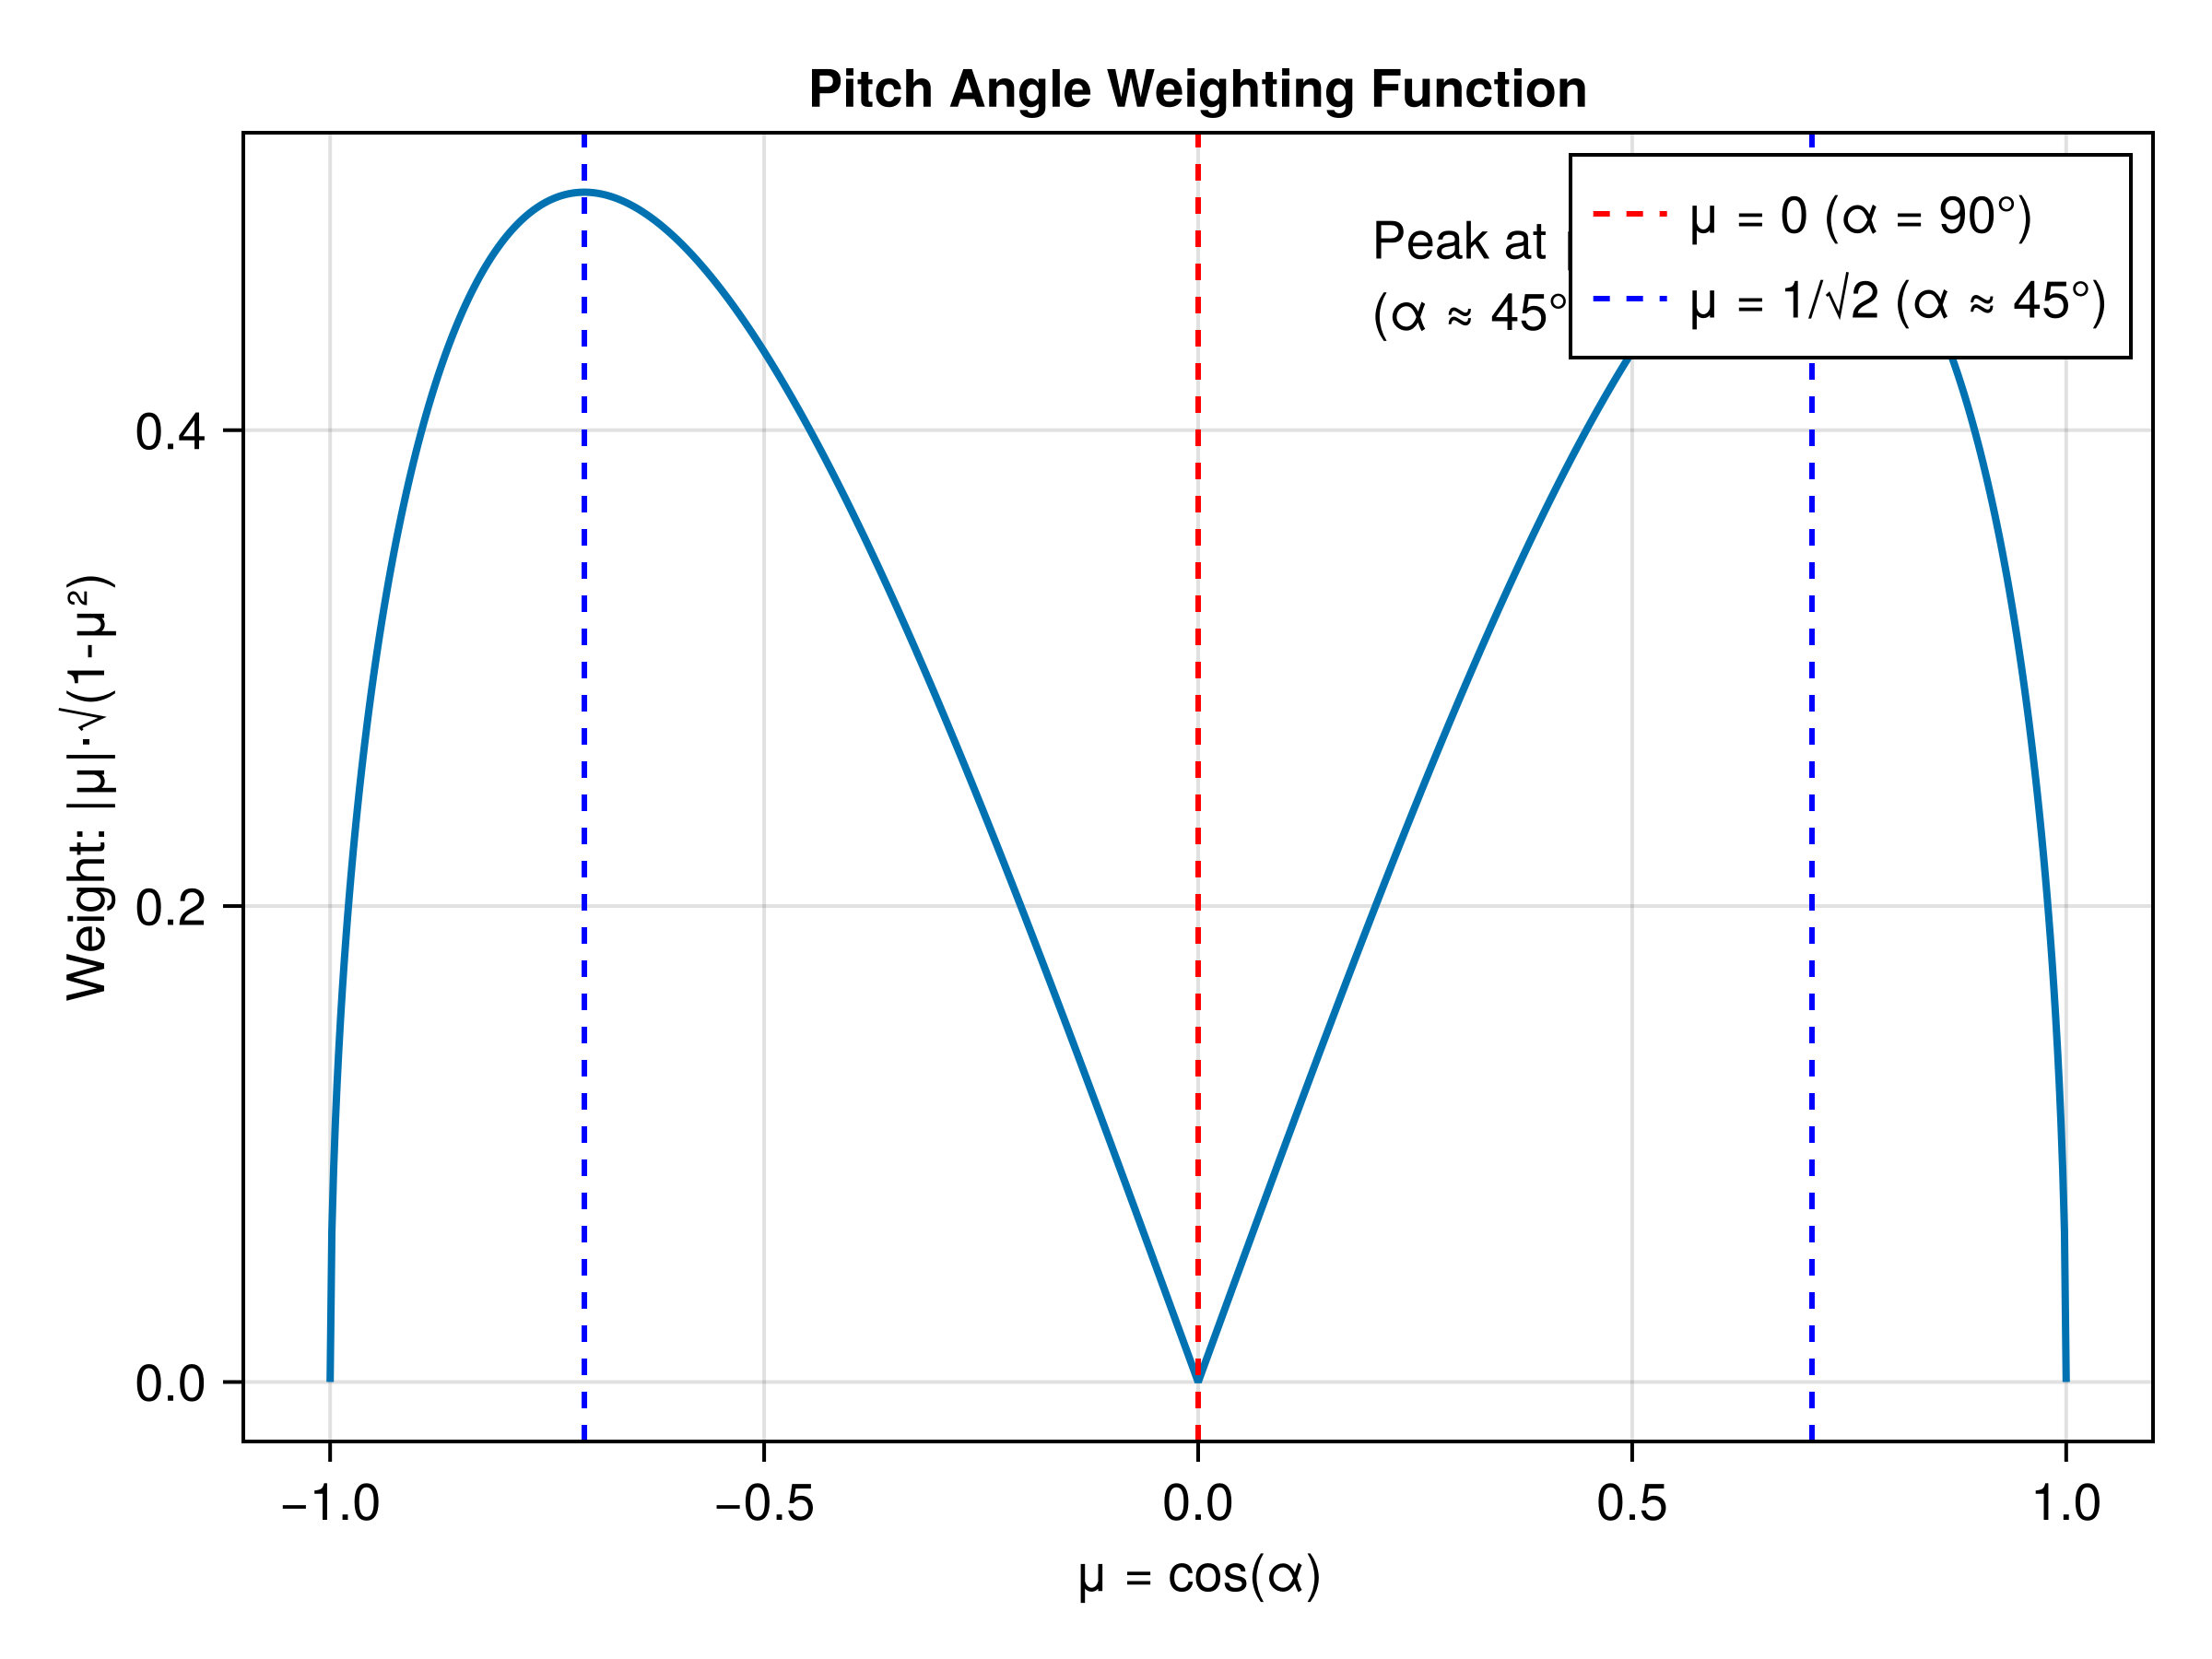 Pitch Angle Weighting Function
Peak at
(α ≈ 45°
μ = 0 (α = 90°)
μ = 1/√2 (α ≈ 45°)
Weight: |μ|·√(1-μ²)
0.4
0.2
0.0
−1.0
−0.5
0.0
0.5
1.0
μ = cos(α)